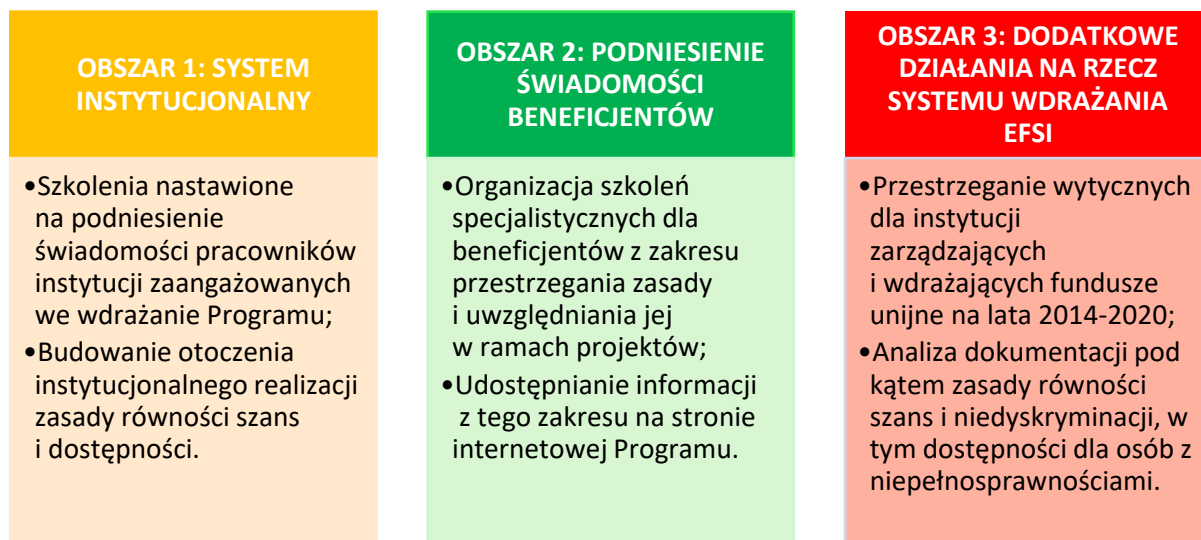 OBSZAR 1: SYSTEM
INSTYTUCJONALNY
•Szkolenia nastawione
na podniesienie
świadomości pracowników
instytucji zaangażowanych
we wdrażanie Programu;
•Budowanie otoczenia
instytucjonalnego realizacji
zasady równości szans
i dostępności.
OBSZAR 2: PODNIESIENIE
ŚWIADOMOŚCI
BENEFICJENTÓW
•Organizacja szkoleń
specjalistycznych dla
beneficjentów z zakresu
przestrzegania zasady
i uwzględniania jej
w ramach projektów;
•Udostępnianie informacji
z tego zakresu na stronie
internetowej Programu.
OBSZAR 3: DODATKOWE
DZIAŁANIA NA RZECZ
SYSTEMU WDRAŻANIA
EFSI
•Przestrzeganie wytycznych
dla instytucji
zarządzających
i wdrażających fundusze
unijne na lata 2014-2020;
•Analiza dokumentacji pod
kątem zasady równości
szans i niedyskryminacji, w
tym dostępności dla osób z
niepełnosprawnościami.